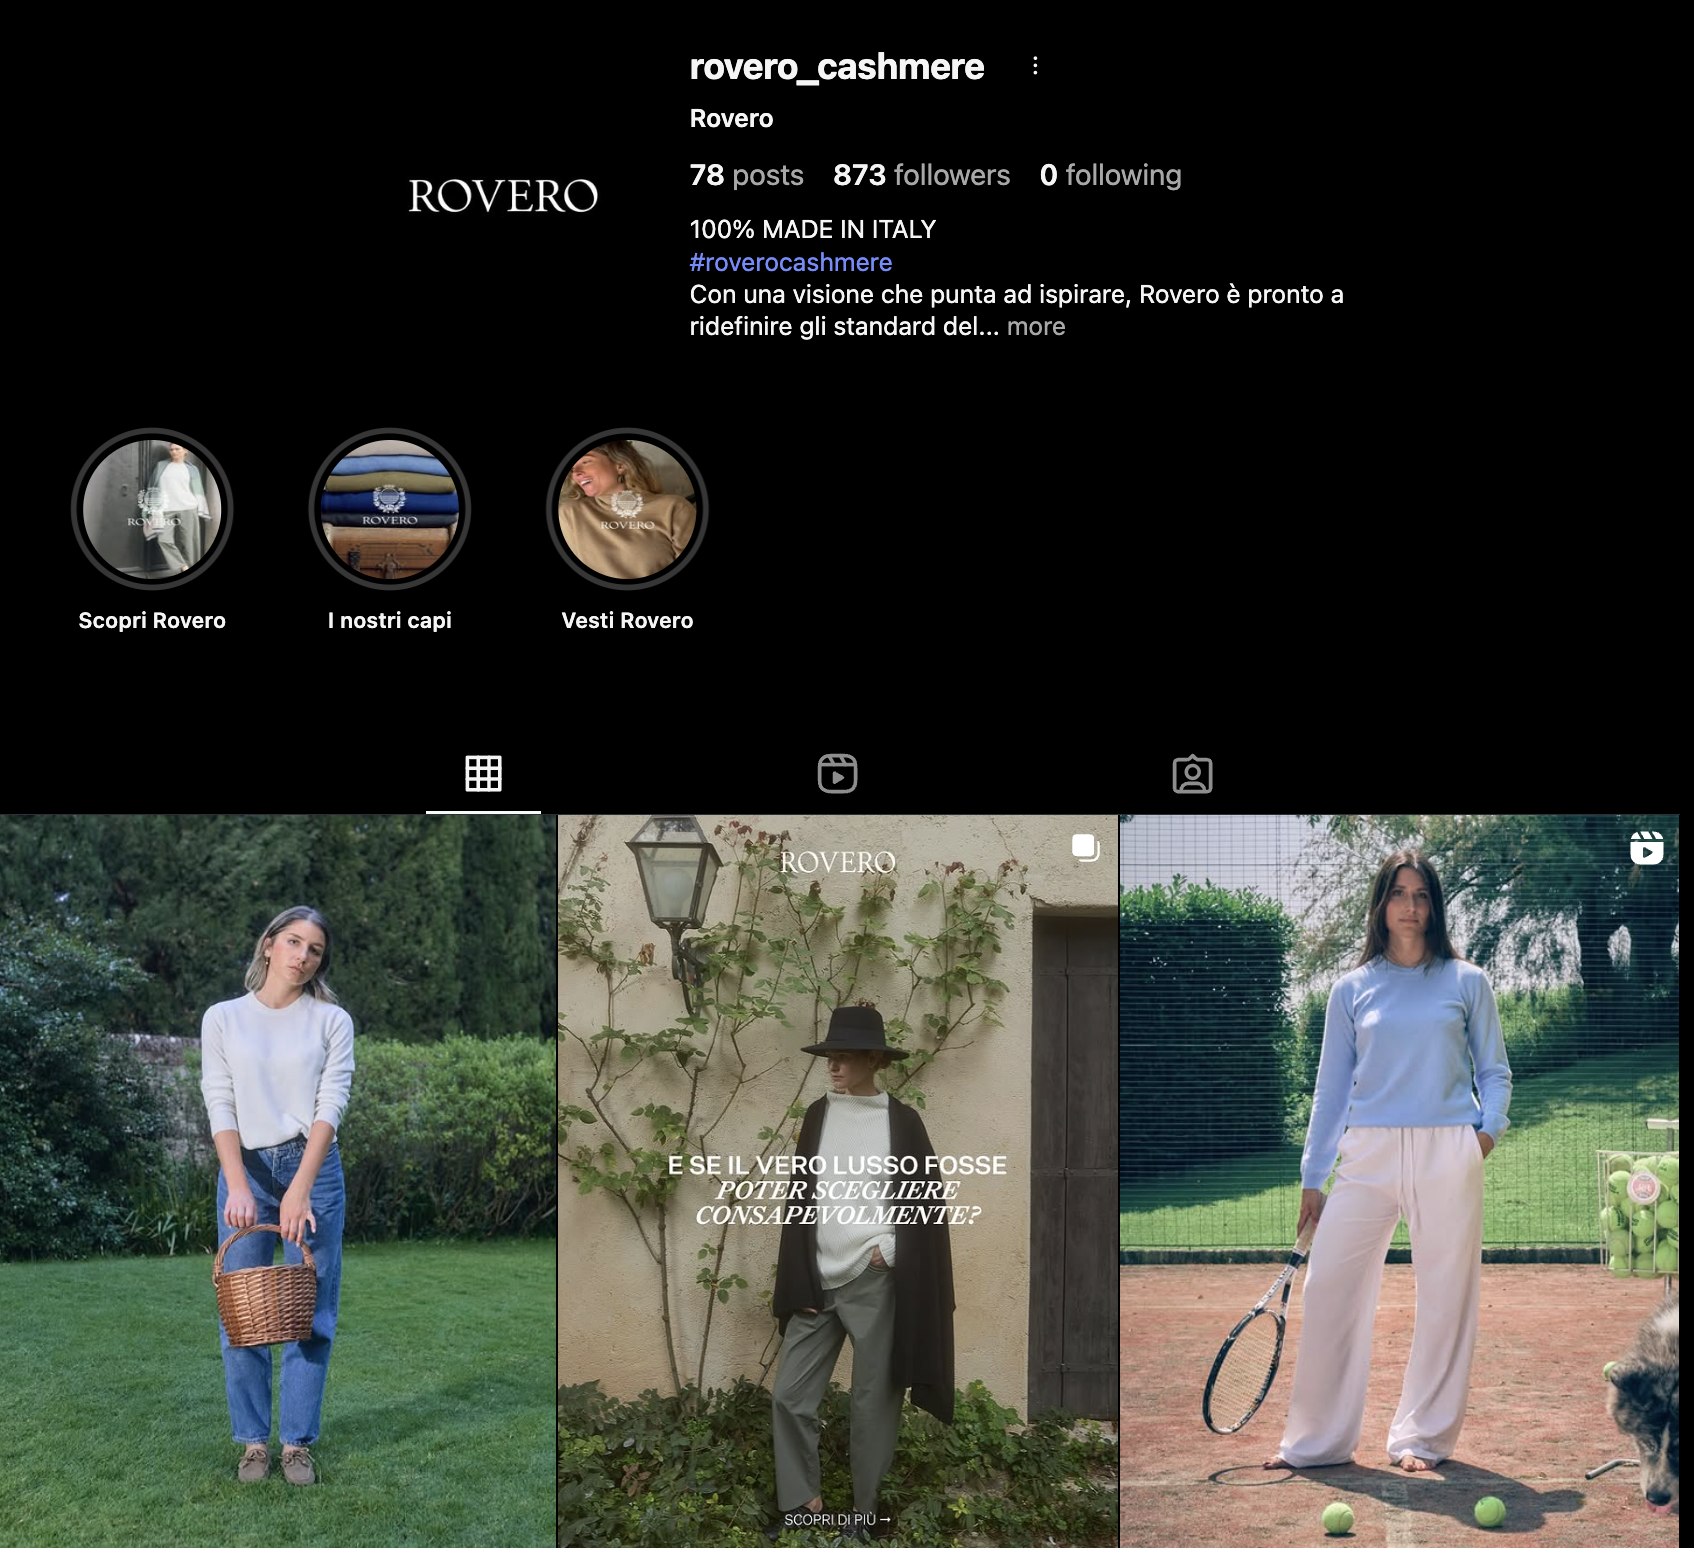 rovero_cashmere
Rovero
78 posts 873 followers 0 following
ROVERO
100% MADE IN ITALY
#roverocashmere
Con una visione che punta ad ispirare, Rovero è pronto a
ridefinire gli standard del... more
ROVERO
ROVERO
ROVERO
Scopri Rovero
I nostri capi
Vesti Rovero
ROVERO
E SE IL VERO LUSSO FOSSE
POTER SCEGLIERE
CONSAPEVOLMENTE?
SCOPRI DI PIÙ →